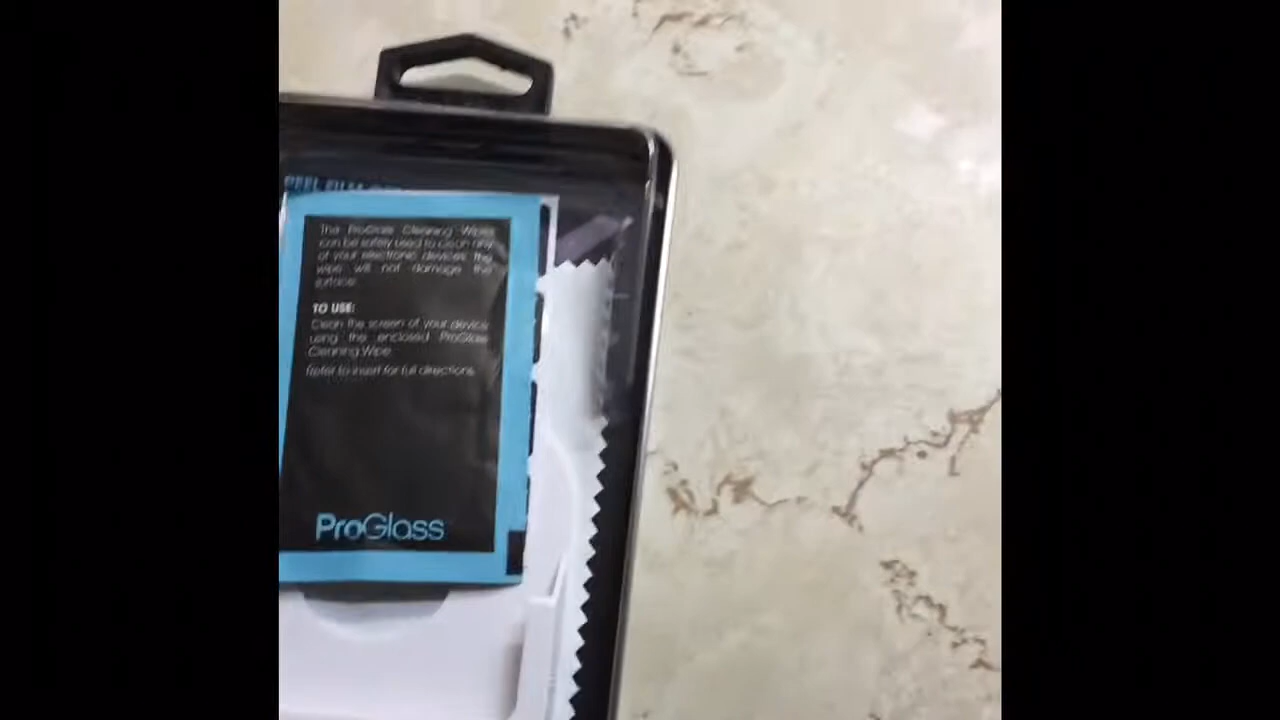 PEEL FILM
The ProGlass Cleaning Wipes
can be safely used to clean any
of your electronic devices, the
wipe will not damage the
surface.
TO USE:
Clean the screen of your device
using the enclosed ProGlass
Cleaning Wipe.
Refer to insert for full directions.
ProGlass